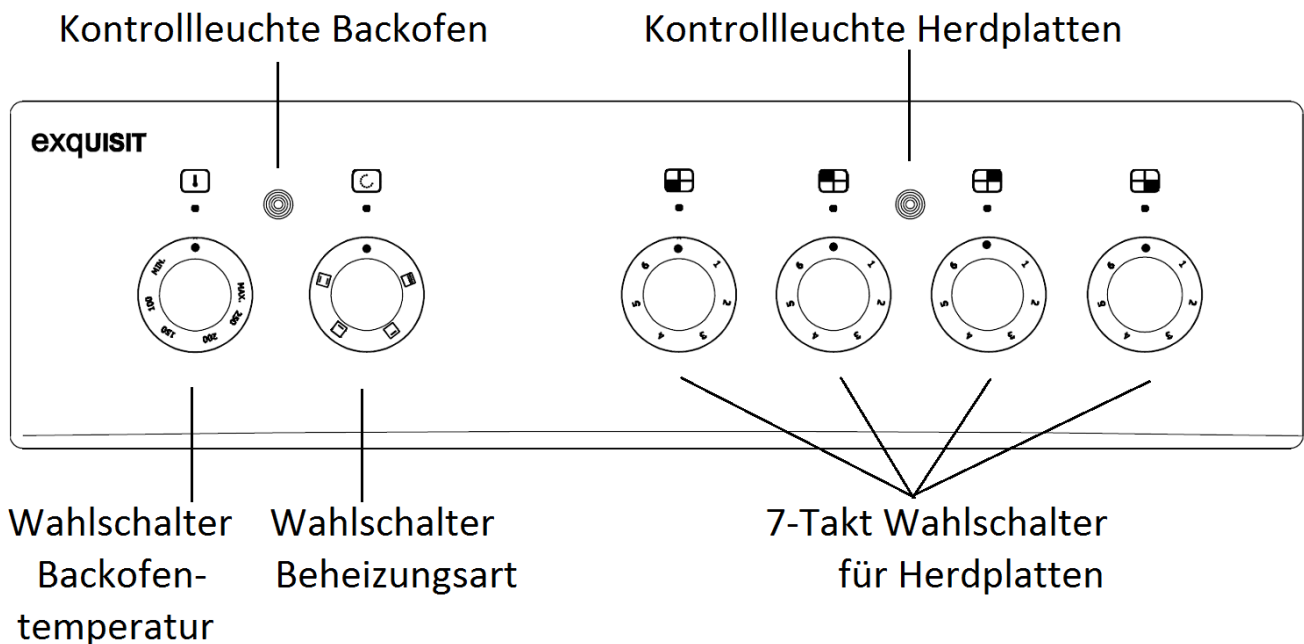 Kontrollleuchte Backofen
Kontrollleuchte Herdplatten
exquisit
MIN.
100
150
200
250
MAX.
1
2
3
4
5
6
1
2
3
4
5
6
1
2
3
4
5
6
1
2
3
4
5
6
Wahlschalter
Backofen-
temperatur
Wahlschalter
Beheizungsart
7-Takt Wahlschalter
für Herdplatten